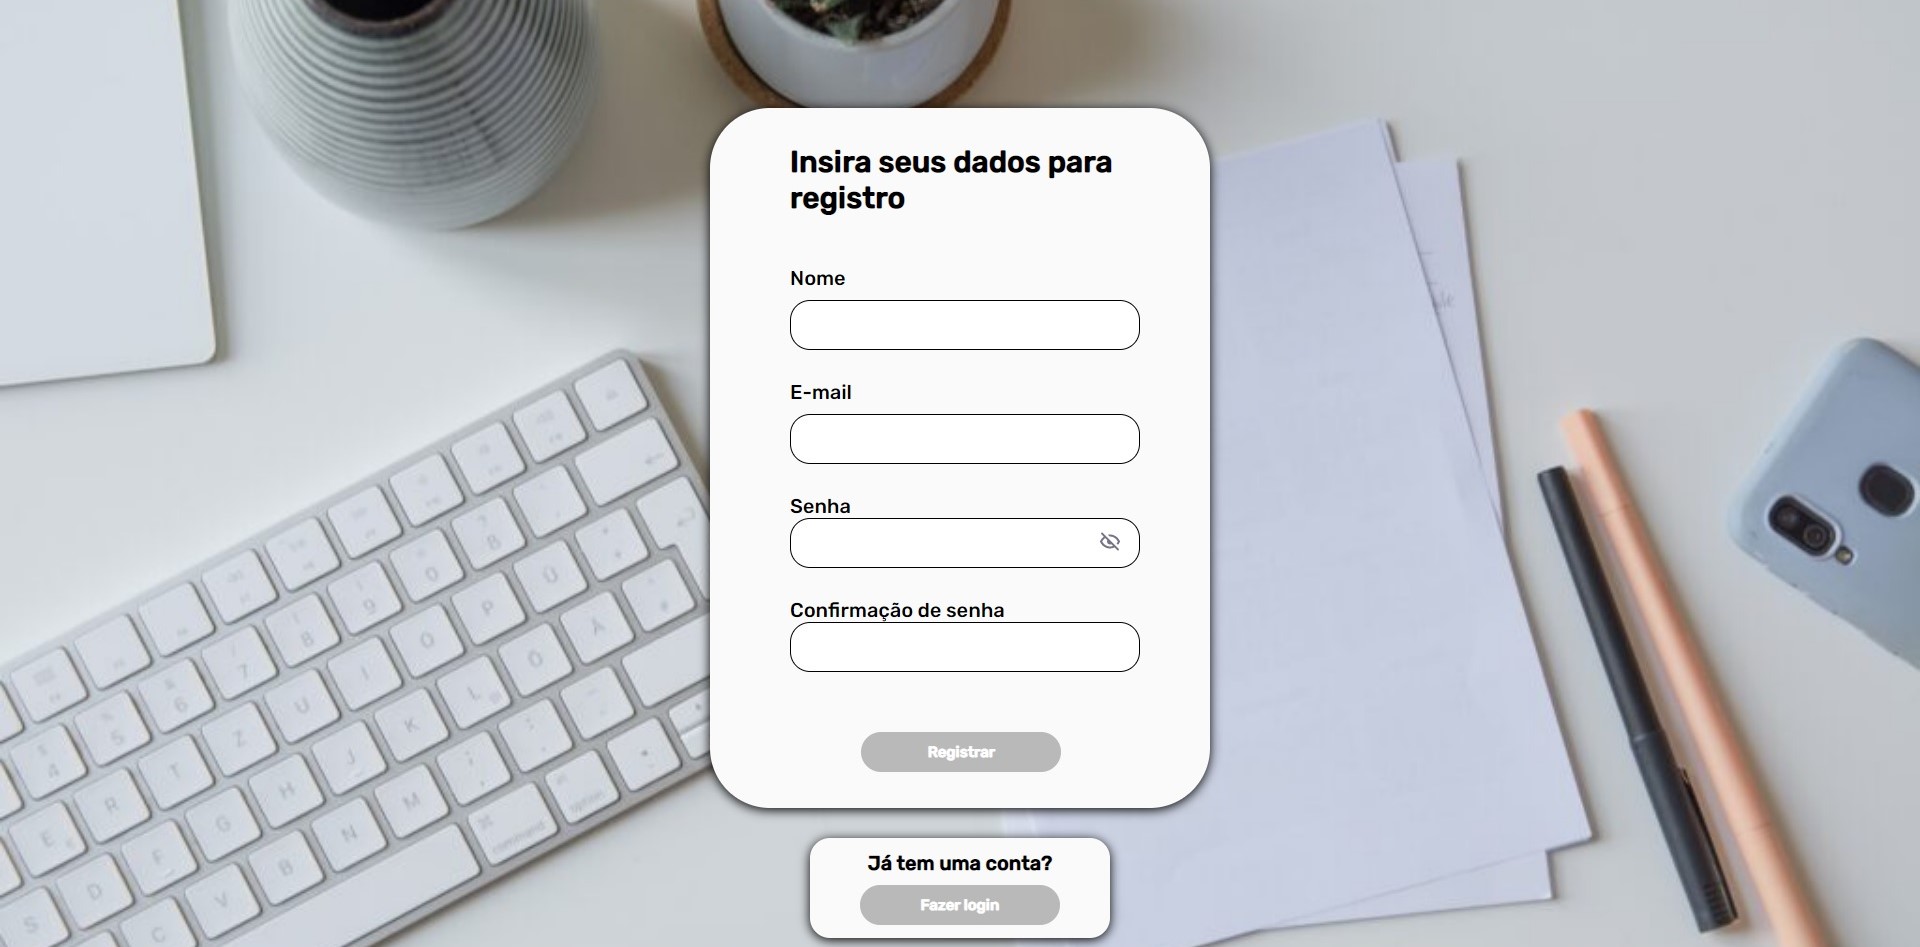 Insira seus dados para
registro
Nome
E-mail
Senha
Confirmação de senha
Registrar
Já tem uma conta?
Fazer login